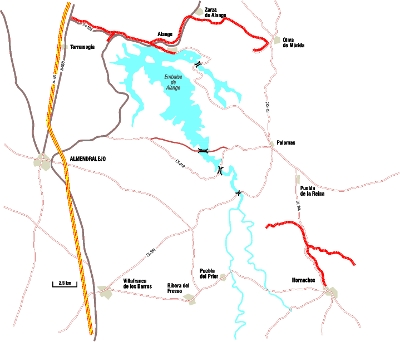 Zarza
de Alange
Alange
Oliva
de Mérida
Torremegía
Embalse
de
Alange
Palomas
ALMENDRALEJO
Puebla
de la Reina
Puebla
del Prior
Villafranca
de los Barros
Ribera del
Fresno
Hornachos
2.5 km